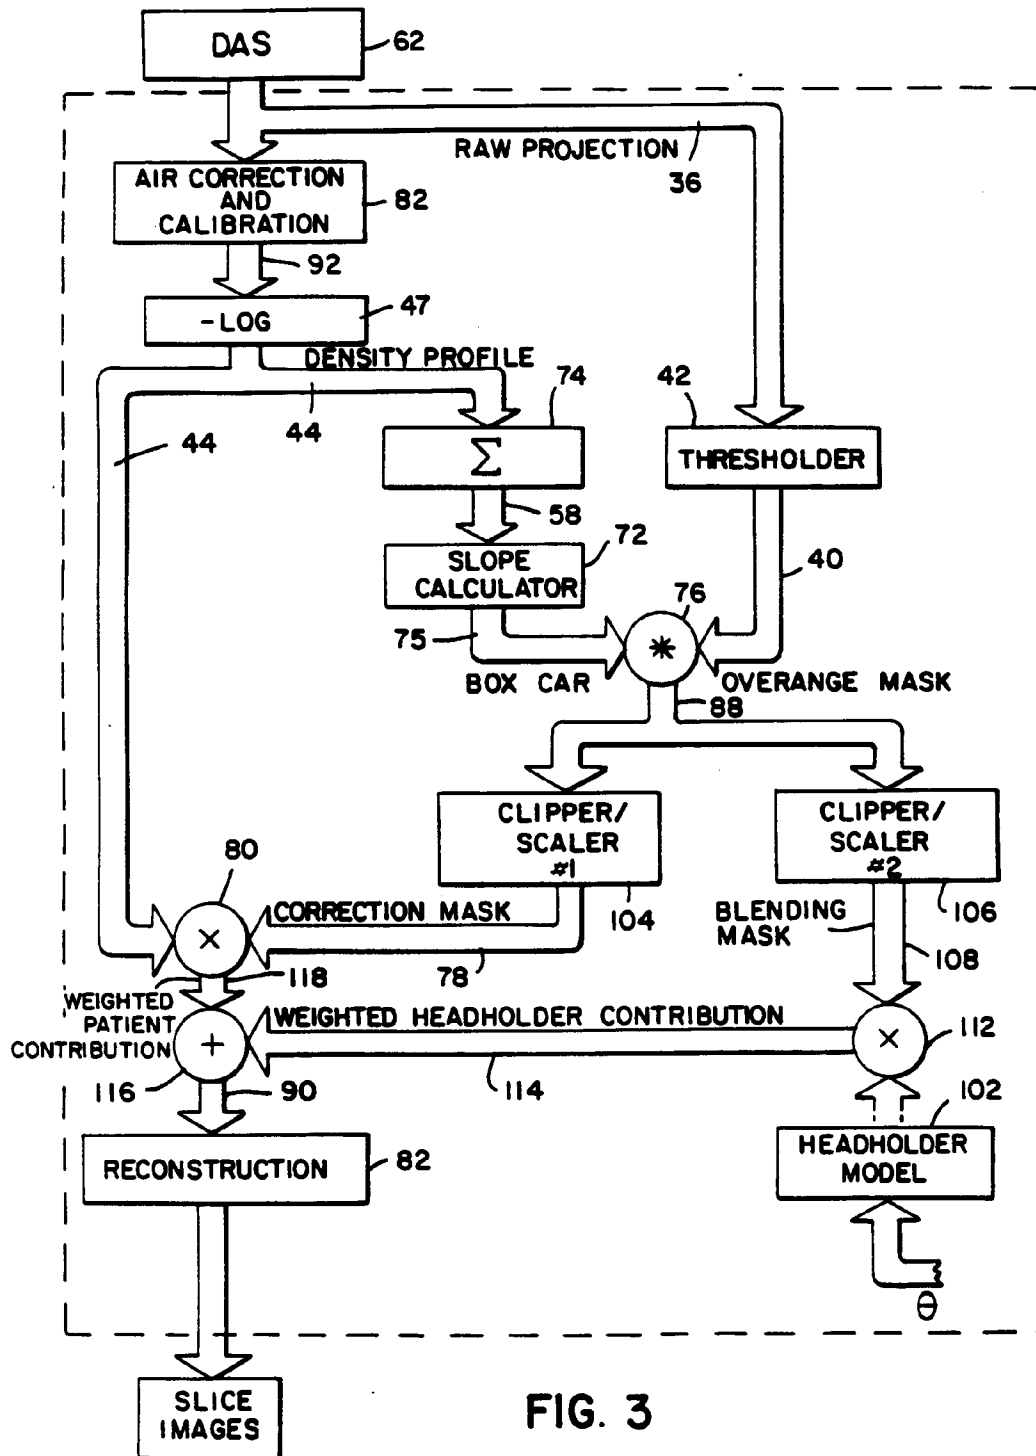 DAS
62
RAW PROJECTION
36
AIR CORRECTION
AND
CALIBRATION
82
92
-LOG
47
DENSITY PROFILE
44
44
74
Σ
42
THRESHOLDER
58
SLOPE
CALCULATOR
72
40
76
*
75
BOX CAR
OVERANGE MASK
88
CLIPPER/
SCALER
#1
104
CLIPPER/
SCALER
#2
106
80
×
CORRECTION MASK
78
BLENDING
MASK
108
118
WEIGHTED
PATIENT
CONTRIBUTION
+
116
WEIGHTED HEADHOLDER CONTRIBUTION
114
×
112
90
102
HEADHOLDER
MODEL
RECONSTRUCTION
82
Θ
SLICE
IMAGES
FIG. 3